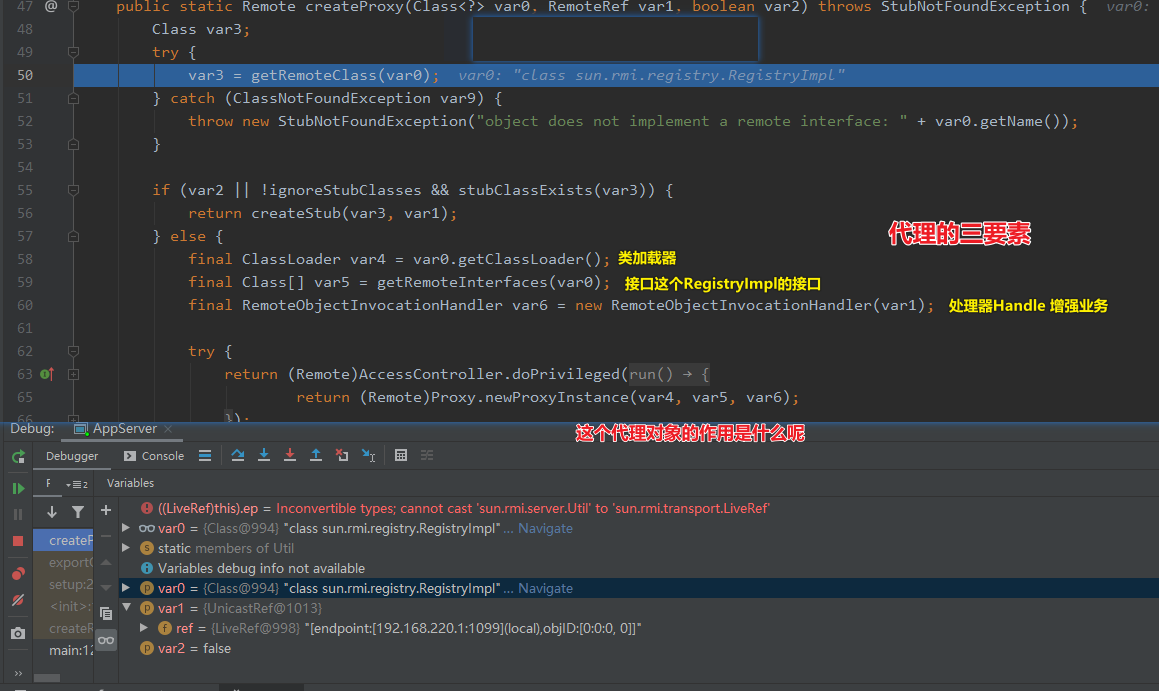 47 @ public static Remote createProxy(Class<?> var0, RemoteRef var1, boolean var2) throws StubNotFoundException { var0:
48 Class var3;
49 try {
50 var3 = getRemoteClass(var0); var0: "class sun.rmi.registry.RegistryImpl"
51 } catch (ClassNotFoundException var9) {
52 throw new StubNotFoundException("object does not implement a remote interface: " + var0.getName());
53 }
54
55 if (var2 || !ignoreStubClasses && stubClassExists(var3)) {
56 return createStub(var3, var1);
57 } else {
代理的三要素
58 final ClassLoader var4 = var0.getClassLoader(); 类加载器
59 final Class[] var5 = getRemoteInterfaces(var0); 接口这个RegistryImpl的接口
60 final RemoteObjectInvocationHandler var6 = new RemoteObjectInvocationHandler(var1); 处理器Handle 增强业务
61
62 try {
63 return (Remote)AccessController.doPrivileged(run() → {
65 return (Remote)Proxy.newProxyInstance(var4, var5, var6);
66 });
Debug: AppServer ×
这个代理对象的作用是什么呢
Debugger Console
F 2 Variables
((LiveRef)this).ep = Inconvertible types; cannot cast 'sun.rmi.server.Util' to 'sun.rmi.transport.LiveRef'
var0 = {Class@994} "class sun.rmi.registry.RegistryImpl" ... Navigate
createP
s static members of Util
exportO
Variables debug info not available
setup:2
p var0 = {Class@994} "class sun.rmi.registry.RegistryImpl" ... Navigate
<init>:
p var1 = {UnicastRef@1013}
createR
f ref = {LiveRef@998} "[endpoint:[192.168.220.1:1099](local),objID:[0:0:0, 0]]"
main:12
p var2 = false